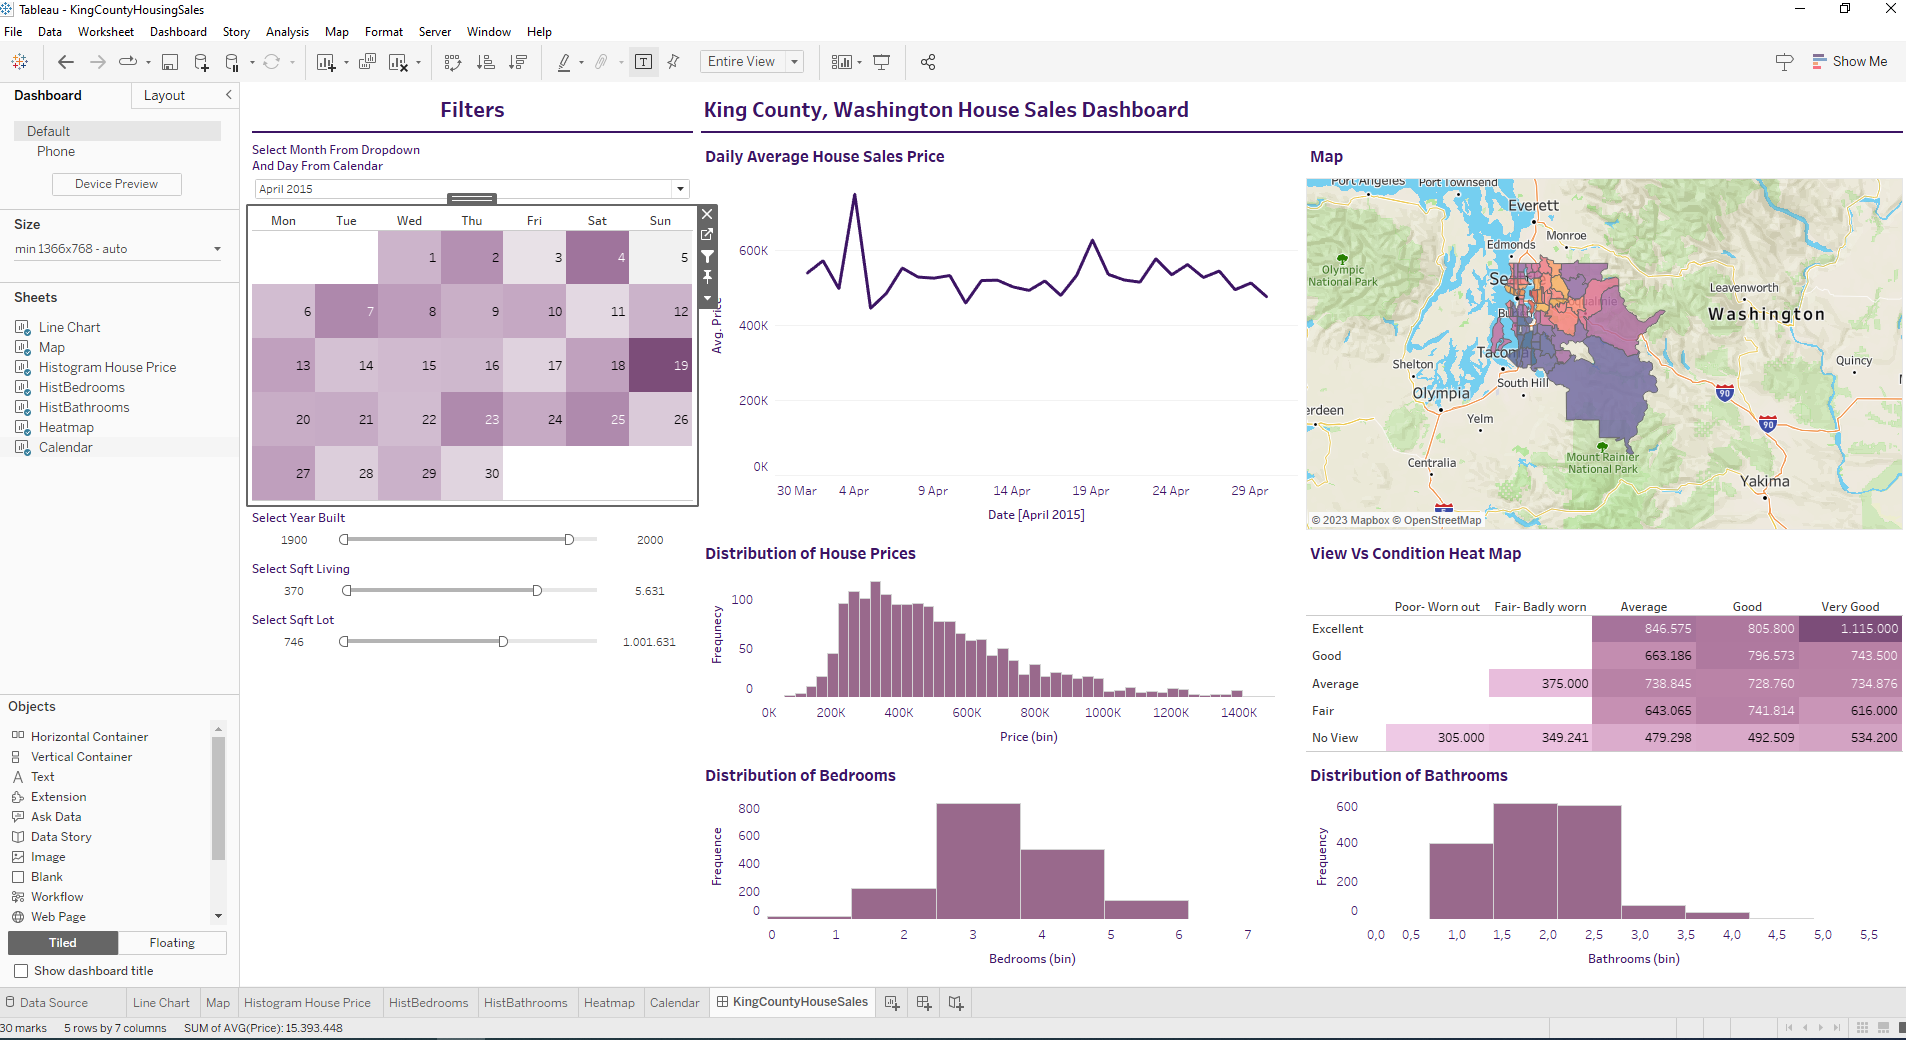 Tableau - KingCountyHousingSales
File Data Worksheet Dashboard Story Analysis Map Format Server Window Help
Entire View
Show Me
Dashboard Layout
Default
Phone
Device Preview
Size
min 1366x768 - auto
Sheets
Line Chart
Map
Histogram House Price
HistBedrooms
HistBathrooms
Heatmap
Calendar
Objects
Horizontal Container
Vertical Container
Text
Extension
Ask Data
Data Story
Image
Blank
Workflow
Web Page
Tiled Floating
Show dashboard title
Filters
Select Month From Dropdown
And Day From Calendar
April 2015
Mon Tue Wed Thu Fri Sat Sun
1 2 3 4 5
6 7 8 9 10 11 12
13 14 15 16 17 18 19
20 21 22 23 24 25 26
27 28 29 30
Select Year Built
1900 2000
Select Sqft Living
370 5.631
Select Sqft Lot
746 1.001.631
King County, Washington House Sales Dashboard
Daily Average House Sales Price
Avg. Price
600K
400K
200K
0K
30 Mar 4 Apr 9 Apr 14 Apr 19 Apr 24 Apr 29 Apr
Date [April 2015]
Map
Port Angeles Port Townsend
Everett
Edmonds Monroe
Olympic
National Park
Leavenworth
Washington
Tacoma
Shelton
South Hill
Quincy
Olympia
Yelm
90
90
Centralia
Mount Rainier
National Park
Yakima
© 2023 Mapbox © OpenStreetMap
Distribution of House Prices
Frequnecy
100
50
0
0K 200K 400K 600K 800K 1000K 1200K 1400K
Price (bin)
View Vs Condition Heat Map
Poor- Worn out Fair- Badly worn Average Good Very Good
Excellent 846.575 805.800 1.115.000
Good 663.186 796.573 743.500
Average 375.000 738.845 728.760 734.876
Fair 643.065 741.814 616.000
No View 305.000 349.241 479.298 492.509 534.200
Distribution of Bedrooms
Frequence
800
600
400
200
0
0 1 2 3 4 5 6 7
Bedrooms (bin)
Distribution of Bathrooms
Frequency
600
400
200
0
0,0 0,5 1,0 1,5 2,0 2,5 3,0 3,5 4,0 4,5 5,0 5,5
Bathrooms (bin)
Data Source Line Chart Map Histogram House Price HistBedrooms HistBathrooms Heatmap Calendar KingCountyHouseSales
30 marks 5 rows by 7 columns SUM of AVG(Price): 15.393.448